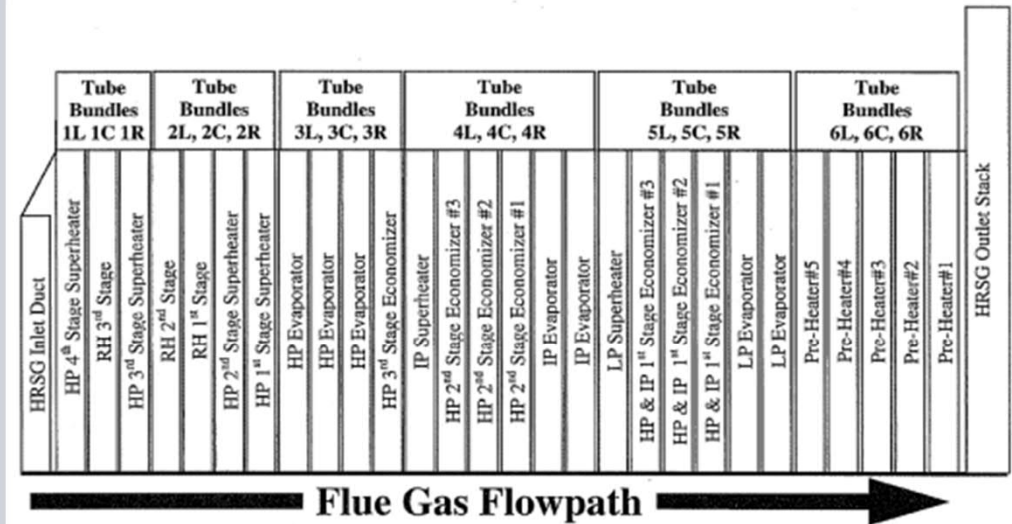 Tube
Bundles
1L 1C 1R
Tube
Bundles
2L, 2C, 2R
Tube
Bundles
3L, 3C, 3R
Tube
Bundles
4L, 4C, 4R
Tube
Bundles
5L, 5C, 5R
Tube
Bundles
6L, 6C, 6R
HRSG Inlet Duct
HP 4th Stage Superheater
RH 3rd Stage
HP 3rd Stage Superheater
RH 2nd Stage
RH 1st Stage
HP 2nd Stage Superheater
HP 1st Stage Superheater
HP Evaporator
HP Evaporator
HP Evaporator
HP 3rd Stage Economizer
IP Superheater
HP 2nd Stage Economizer #3
HP 2nd Stage Economizer #2
HP 2nd Stage Economizer #1
IP Evaporator
IP Evaporator
LP Superheater
HP & IP 1st Stage Economizer #3
HP & IP 1st Stage Economizer #2
HP & IP 1st Stage Economizer #1
LP Evaporator
LP Evaporator
Pre-Heater#5
Pre-Heater#4
Pre-Heater#3
Pre-Heater#2
Pre-Heater#1
HRSG Outlet Stack
Flue Gas Flowpath